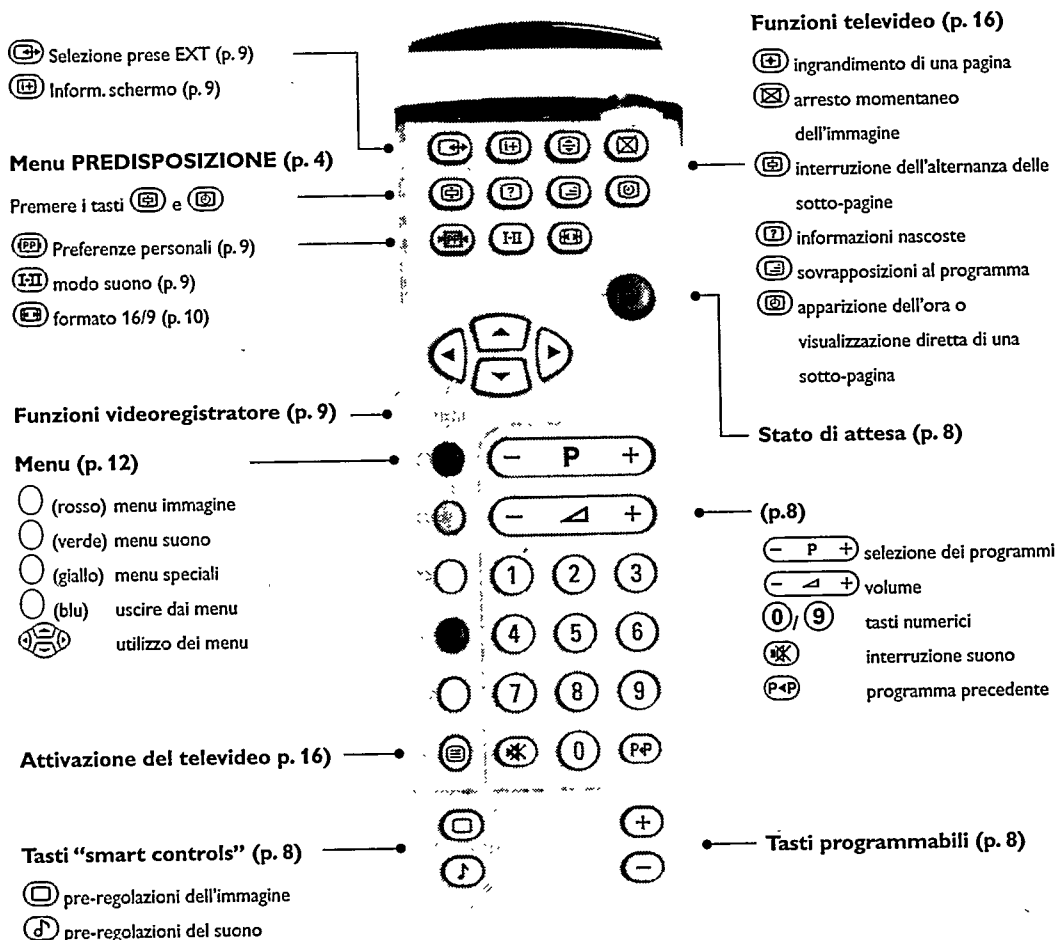 Selezione prese EXT (p. 9)
Inform. schermo (p. 9)
Menu PREDISPOSIZIONE (p. 4)
Premere i tasti e
PP Preferenze personali (p. 9)
I-II modo suono (p. 9)
formato 16/9 (p. 10)
Funzioni videoregistratore (p. 9)
Menu (p. 12)
(rosso) menu immagine
(verde) menu suono
(giallo) menu speciali
(blu) uscire dai menu
utilizzo dei menu
Attivazione del televideo p. 16)
Tasti “smart controls” (p. 8)
pre-regolazioni dell'immagine
pre-regolazioni del suono
i+
?
PP I-II
- P +
- +
1 2 3
4 5 6
7 8 9
0 P P
+
-
Funzioni televideo (p. 16)
ingrandimento di una pagina
arresto momentaneo
dell'immagine
interruzione dell'alternanza delle
sotto-pagine
? informazioni nascoste
sovrapposizioni al programma
apparizione dell'ora o
visualizzazione diretta di una
sotto-pagina
Stato di attesa (p. 8)
(p.8)
- P + selezione dei programmi
- + volume
0 / 9 tasti numerici
interruzione suono
P P programma precedente
Tasti programmabili (p. 8)